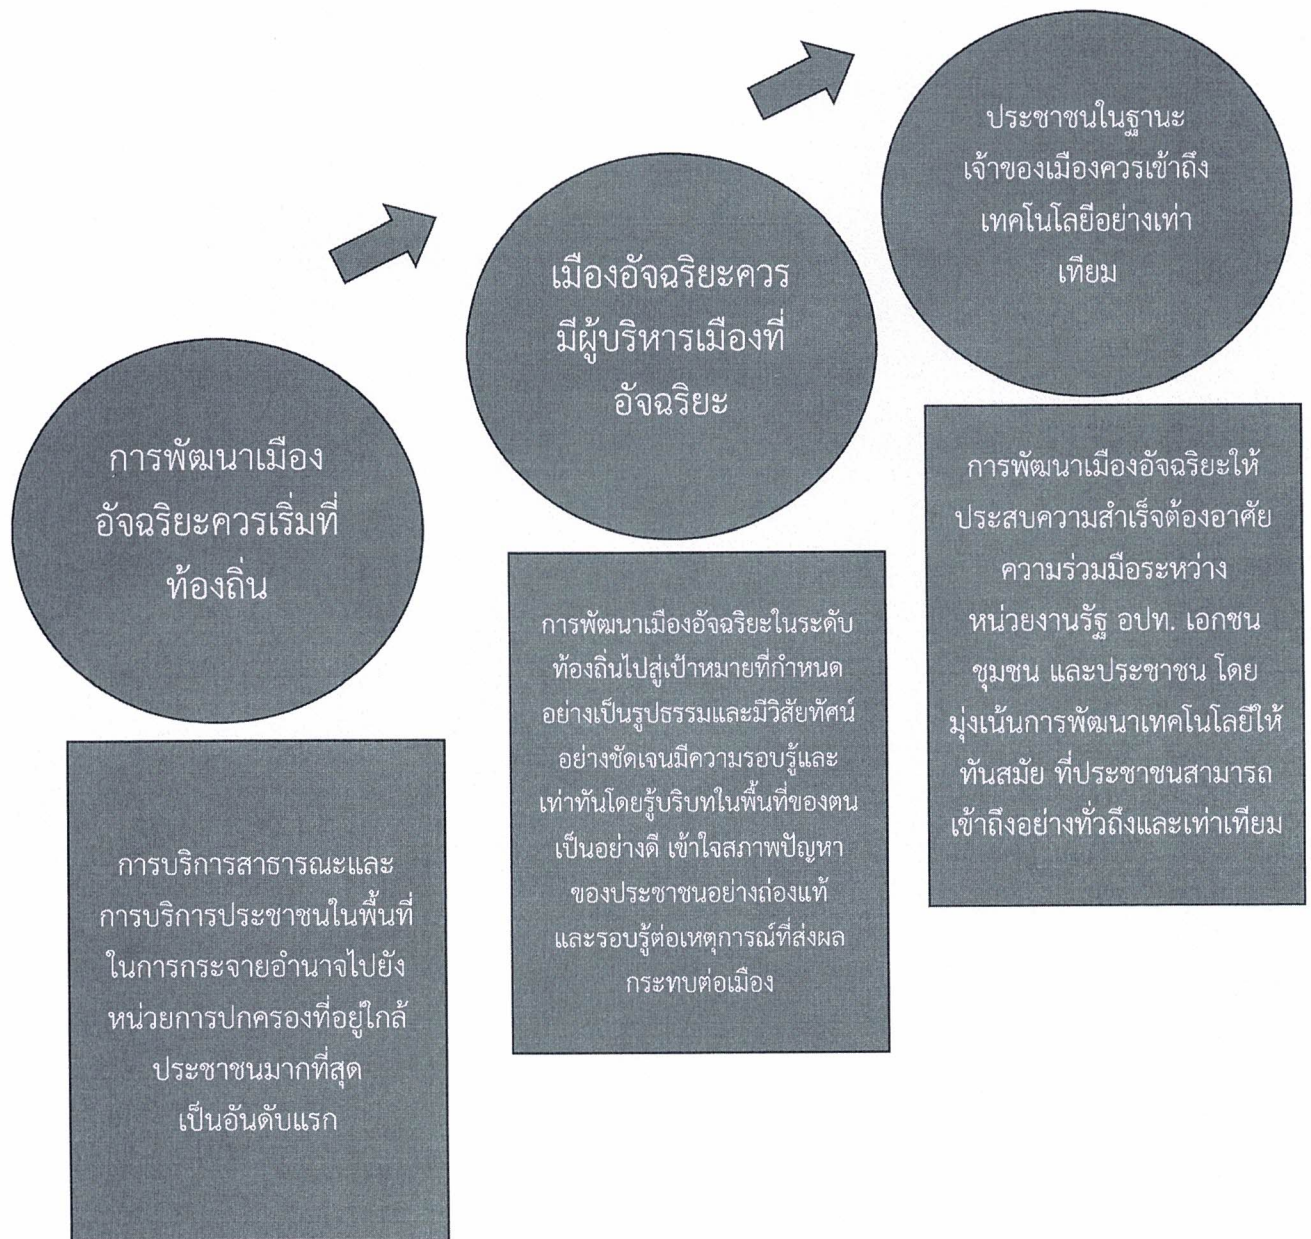 การพัฒนาเมือง
อัจฉริยะควรเริ่มที่
ท้องถิ่น
การบริการสาธารณะและ
การบริการประชาชนในพื้นที่
ในการกระจายอำนาจไปยัง
หน่วยการปกครองที่อยู่ใกล้
ประชาชนมากที่สุด
เป็นอันดับแรก
เมืองอัจฉริยะควร
มีผู้บริหารเมืองที่
อัจฉริยะ
การพัฒนาเมืองอัจฉริยะในระดับ
ท้องถิ่นไปสู่เป้าหมายที่กำหนด
อย่างเป็นรูปธรรมและมีวิสัยทัศน์
อย่างชัดเจนมีความรอบรู้และ
เท่าทันโดยรู้บริบทในพื้นที่ของตน
เป็นอย่างดี เข้าใจสภาพปัญหา
ของประชาชนอย่างถ่องแท้
และรอบรู้ต่อเหตุการณ์ที่ส่งผล
กระทบต่อเมือง
ประชาชนในฐานะ
เจ้าของเมืองควรเข้าถึง
เทคโนโลยีอย่างเท่า
เทียม
การพัฒนาเมืองอัจฉริยะให้
ประสบความสำเร็จต้องอาศัย
ความร่วมมือระหว่าง
หน่วยงานรัฐ อปท. เอกชน
ชุมชน และประชาชน โดย
มุ่งเน้นการพัฒนาเทคโนโลยีให้
ทันสมัย ที่ประชาชนสามารถ
เข้าถึงอย่างทั่วถึงและเท่าเทียม